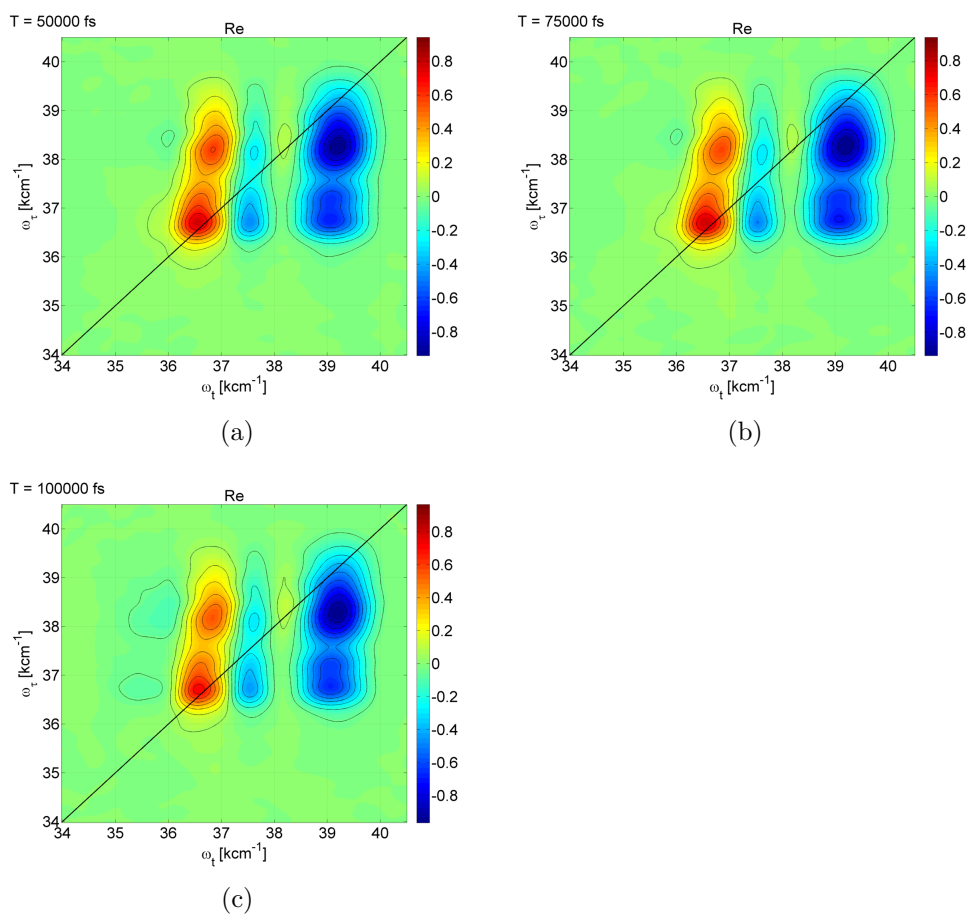 T = 50000 fs
Re
40
39
38
37
36
35
34
34 35 36 37 38 39 40
ω_τ [kcm⁻¹]
ω_t [kcm⁻¹]
0.8
0.6
0.4
0.2
0
-0.2
-0.4
-0.6
-0.8
(a)
T = 75000 fs
Re
40
39
38
37
36
35
34
34 35 36 37 38 39 40
ω_τ [kcm⁻¹]
ω_t [kcm⁻¹]
0.8
0.6
0.4
0.2
0
-0.2
-0.4
-0.6
-0.8
(b)
T = 100000 fs
Re
40
39
38
37
36
35
34
34 35 36 37 38 39 40
ω_τ [kcm⁻¹]
ω_t [kcm⁻¹]
0.8
0.6
0.4
0.2
0
-0.2
-0.4
-0.6
-0.8
(c)